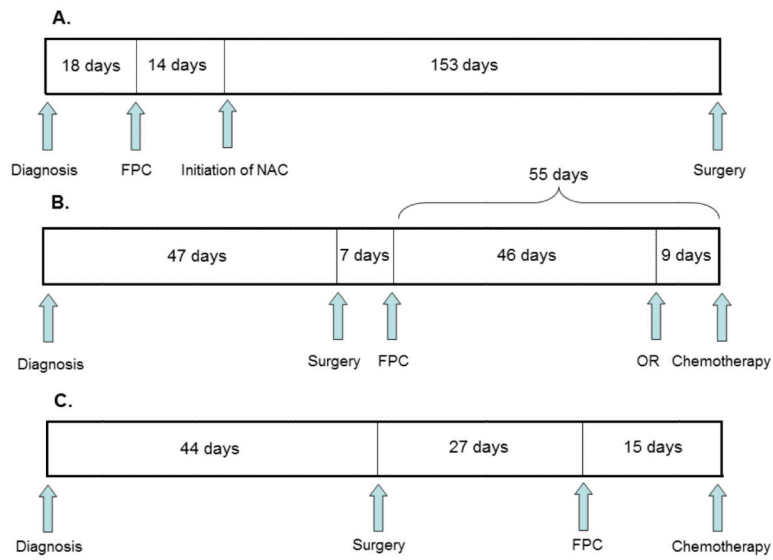 A.
18 days 14 days 153 days
Diagnosis FPC Initiation of NAC Surgery
55 days
B.
47 days 7 days 46 days 9 days
Diagnosis Surgery FPC OR Chemotherapy
C.
44 days 27 days 15 days
Diagnosis Surgery FPC Chemotherapy